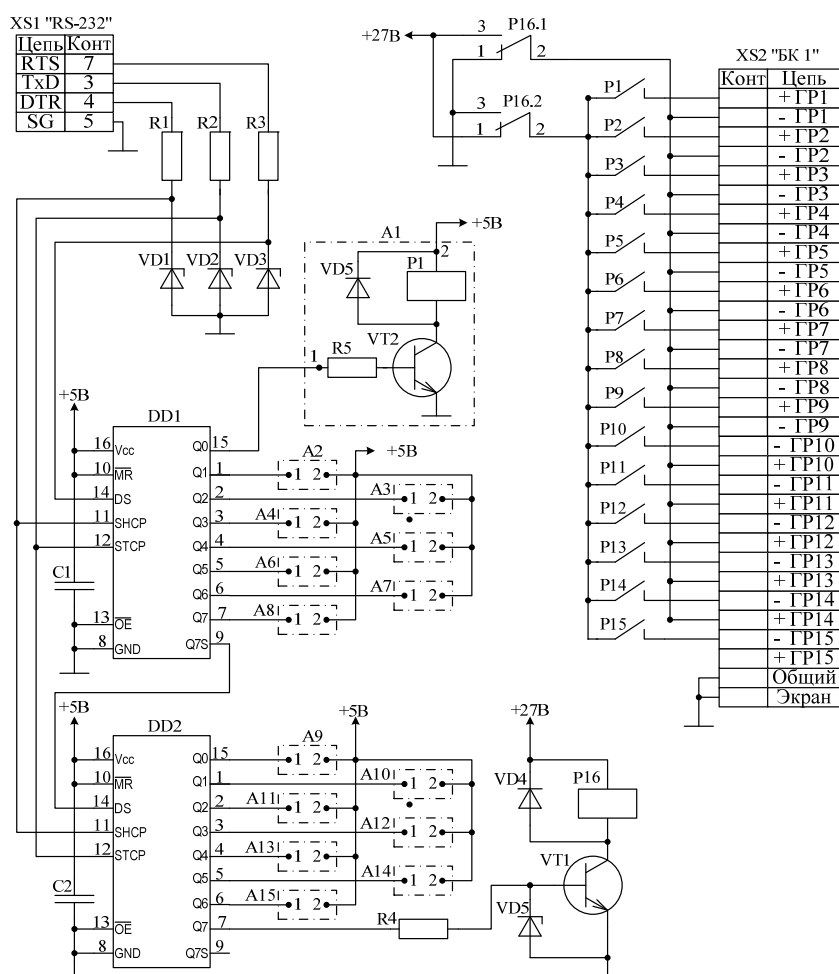 XS1 "RS-232"
Цепь Конт
RTS 7
TxD 3
DTR 4
SG 5
R1 R2 R3
VD1 VD2 VD3
+27В
3 P16.1
1 2
3 P16.2
1 2
XS2 "БК 1"
Конт Цепь
+ ГР1
- ГР1
+ ГР2
- ГР2
+ ГР3
- ГР3
+ ГР4
- ГР4
+ ГР5
- ГР5
+ ГР6
- ГР6
+ ГР7
- ГР7
+ ГР8
- ГР8
+ ГР9
- ГР9
- ГР10
+ ГР10
- ГР11
+ ГР11
- ГР12
+ ГР12
- ГР13
+ ГР13
- ГР14
+ ГР14
- ГР15
+ ГР15
Общий
Экран
P1
P2
P3
P4
P5
P6
P7
P8
P9
P10
P11
P12
P13
P14
P15
A1
+5В
2
VD5
P1
VT2
1 R5
+5В
DD1
16 Vcc Q0 15
10 MR Q1 1
14 DS Q2 2
11 SHCP Q3 3
12 STCP Q4 4
Q5 5
Q6 6
13 OE Q7 7
8 GND Q7S 9
C1
+5В
A2 1 2
A3 1 2
A4 1 2
A5 1 2
A6 1 2
A7 1 2
A8 1 2
+5В
DD2
16 Vcc Q0 15
10 MR Q1 1
14 DS Q2 2
11 SHCP Q3 3
12 STCP Q4 4
Q5 5
Q6 6
13 OE Q7 7
8 GND Q7S 9
C2
+5В
A9 1 2
A10 1 2
A11 1 2
A12 1 2
A13 1 2
A14 1 2
A15 1 2
R4
+27В
VD4
P16
VT1
VD5